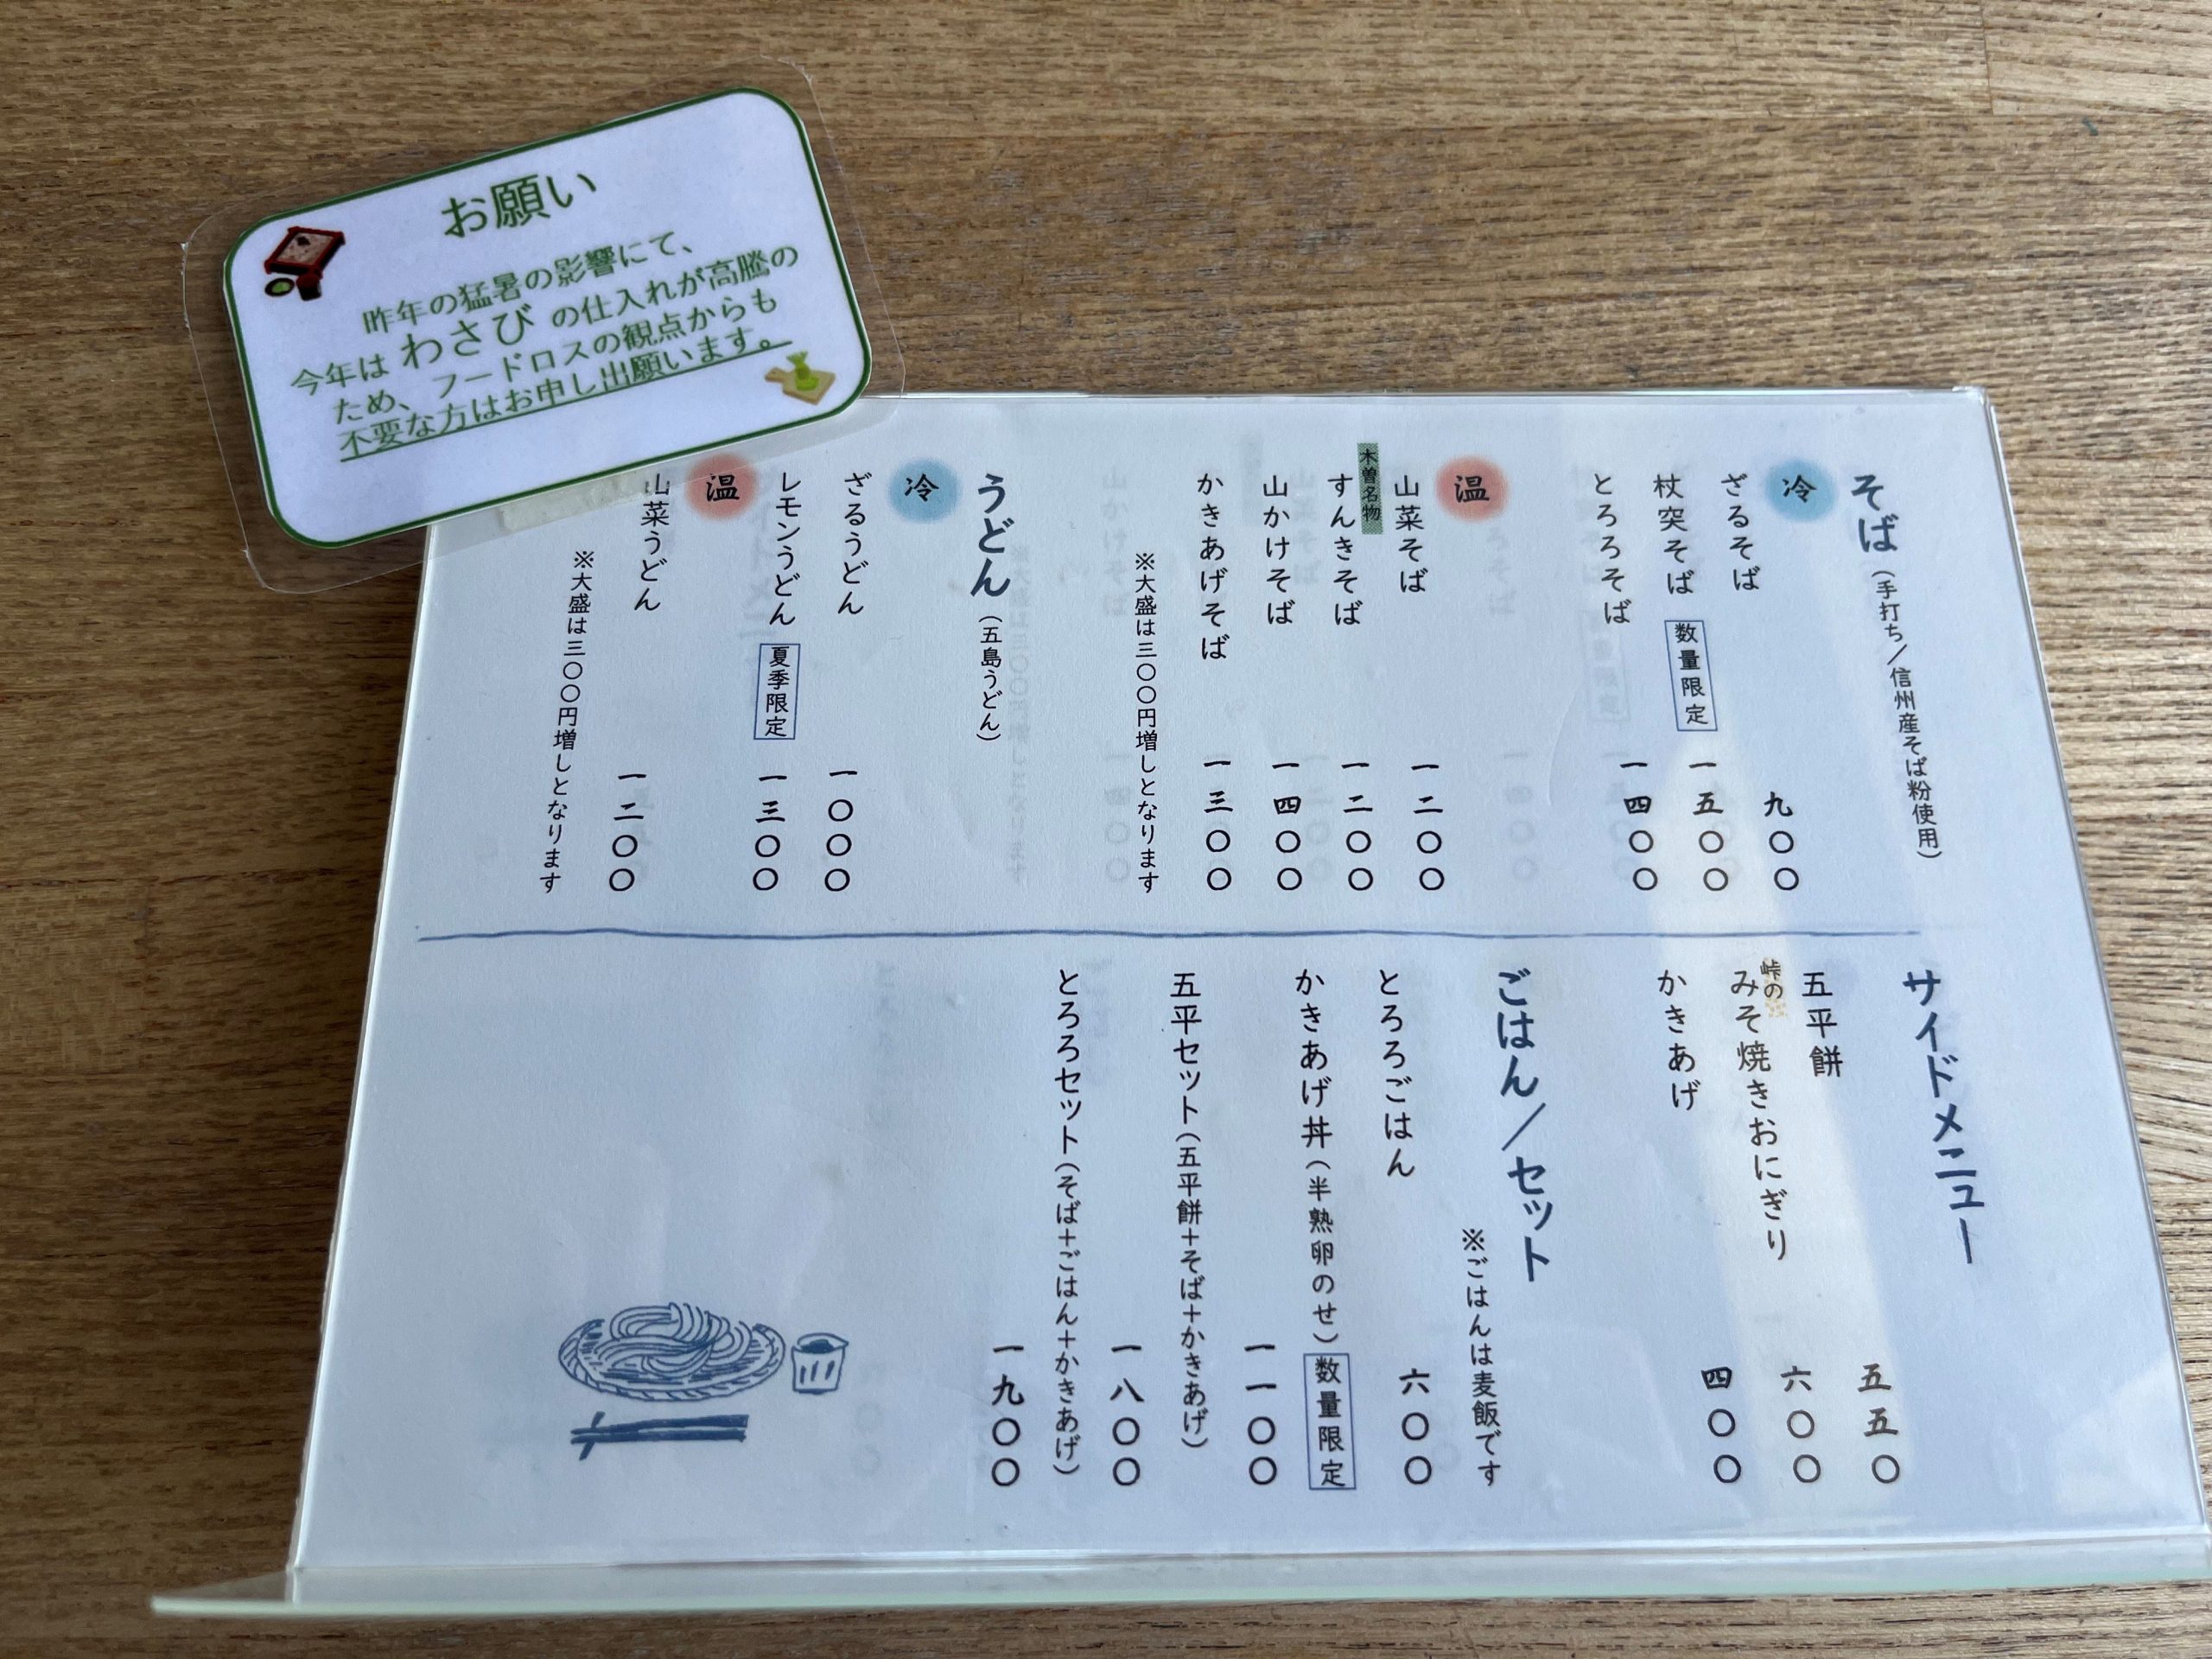 お願い
昨年の猛暑の影響にて、
今年は わさび の仕入れが高騰の
ため、フードロスの観点からも
不要な方はお申し出願います。
そば（手打ち／信州産そば粉使用）
冷
ざるそば 九〇〇
杖突そば 数量限定 一五〇〇
とろろそば 一四〇〇
温
山菜そば 一二〇〇
木曽名物
すんきそば 一二〇〇
山かけそば 一四〇〇
かきあげそば 一三〇〇
※大盛は三〇〇円増しとなります
うどん（五島うどん）
冷
ざるうどん 一〇〇〇
レモンうどん 夏季限定 一三〇〇
温
山菜うどん 一二〇〇
※大盛は三〇〇円増しとなります
サイドメニュー
五平餅 五五〇
峠の
みそ焼きおにぎり 六〇〇
かきあげ 四〇〇
ごはん／セット
※ごはんは麦飯です
とろろごはん 六〇〇
かきあげ丼（半熟卵のせ）数量限定
一一〇〇
五平セット（五平餅＋そば＋かきあげ）
一八〇〇
とろろセット（そば＋ごはん＋かきあげ）
一九〇〇